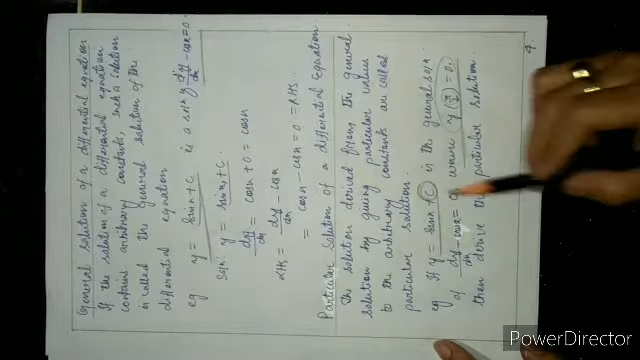 General solution of a differential equation
If the solution of a differential equation
contains arbitrary constants, such a solution
is called the general solution of the
differential equation
eg y = sinx + c is a solⁿ of dy/dx - cosx = 0.
Solⁿ: y = sinx + c.
dy/dx = cosx + 0 = cosx
LHS = dy/dx - cosx
= cosx - cosx = 0 = RHS.
Particular Solution of a Differential Equation.
The solution derived from the general
solution by giving particular values
to the arbitrary constants are called
particular solution.
eg If y = sinx + C is the general solⁿ.
of dy/dx - cosx = 0 where y(π/2) = 0.
then derive the particular solution.
4.
PowerDirector